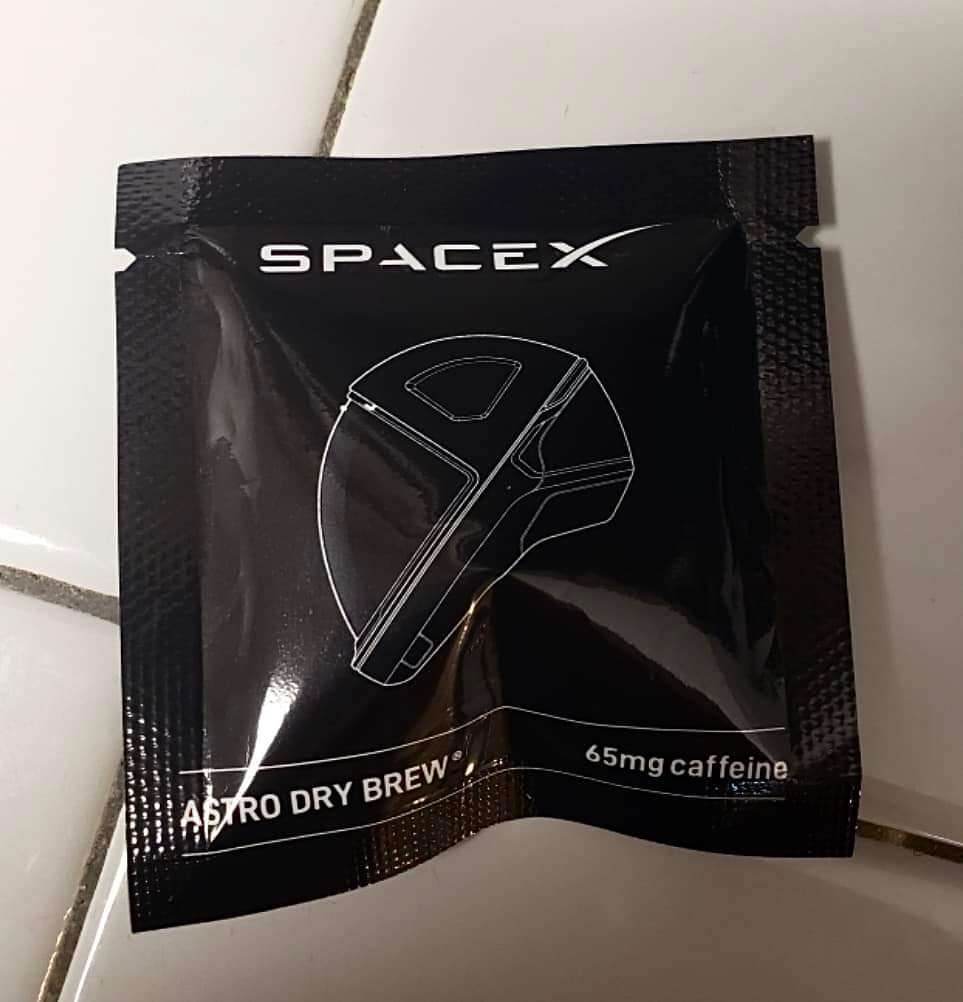 SPACEX
ASTRO DRY BREW®
65mg caffeine